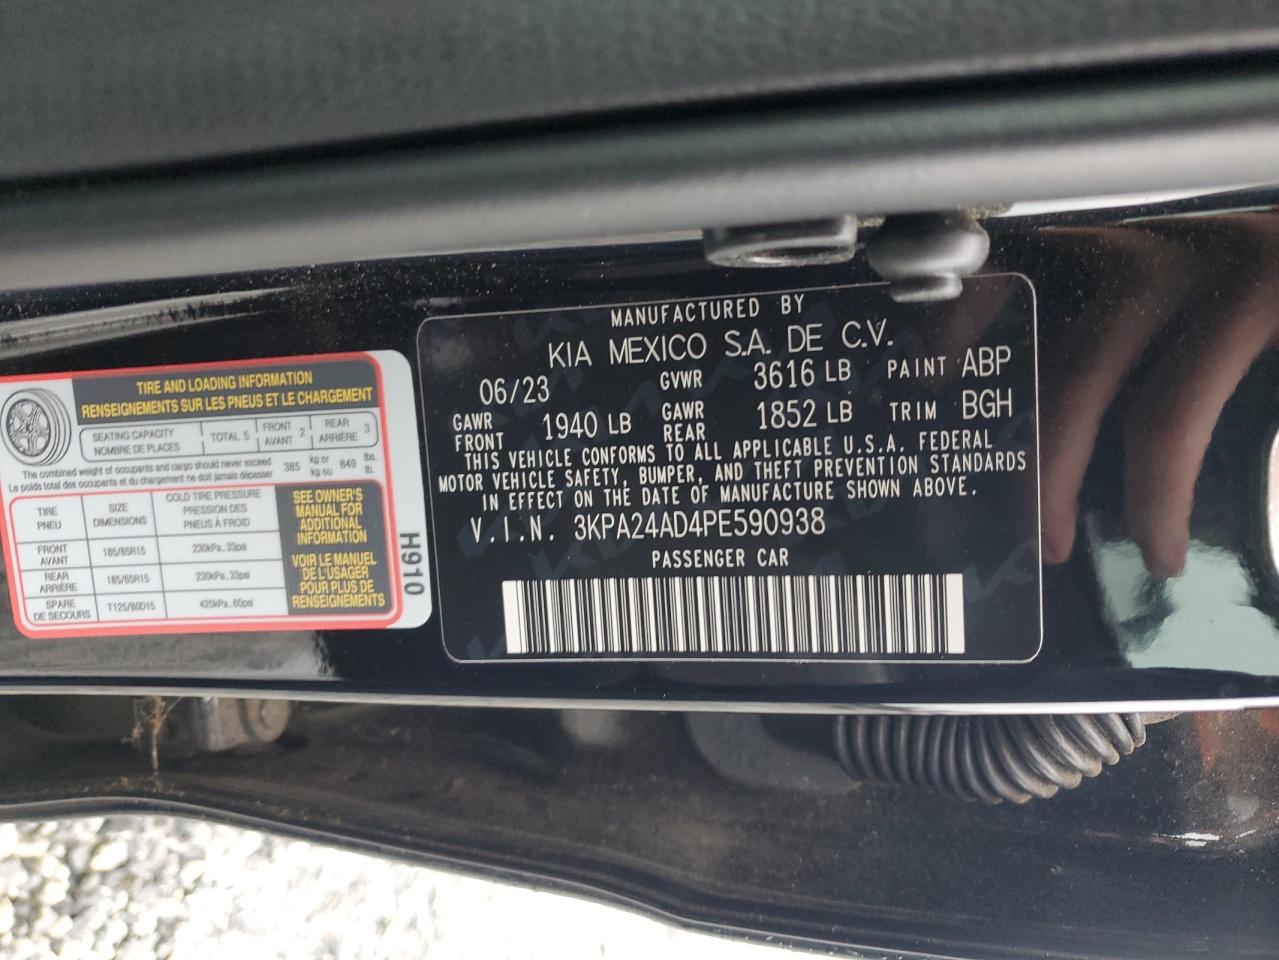 TIRE AND LOADING INFORMATION
RENSEIGNEMENTS SUR LES PNEUS ET LE CHARGEMENT
SEATING CAPACITY
NOMBRE DE PLACES
TOTAL 5
FRONT
AVANT 2
REAR
ARRIÈRE 3
The combined weight of occupants and cargo should never exceed 385 kg or 849 lbs.
Le poids total des occupants et du chargement ne doit jamais dépasser kg ou lb.
TIRE
PNEU
SIZE
DIMENSIONS
COLD TIRE PRESSURE
PRESSION DES
PNEUS À FROID
FRONT
AVANT
185/65R15
230kPa, 33psi
REAR
ARRIÈRE
185/65R15
230kPa, 33psi
SPARE
DE SECOURS
T125/80D15
420kPa, 60psi
SEE OWNER'S
MANUAL FOR
ADDITIONAL
INFORMATION
VOIR LE MANUEL
DE L'USAGER
POUR PLUS DE
RENSEIGNEMENTS
H910
MANUFACTURED BY
KIA MEXICO S.A. DE C.V.
06/23 GVWR 3616 LB PAINT ABP
GAWR FRONT 1940 LB GAWR REAR 1852 LB TRIM BGH
THIS VEHICLE CONFORMS TO ALL APPLICABLE U.S.A. FEDERAL
MOTOR VEHICLE SAFETY, BUMPER, AND THEFT PREVENTION STANDARDS
IN EFFECT ON THE DATE OF MANUFACTURE SHOWN ABOVE.
V.I.N. 3KPA24AD4PE590938
PASSENGER CAR